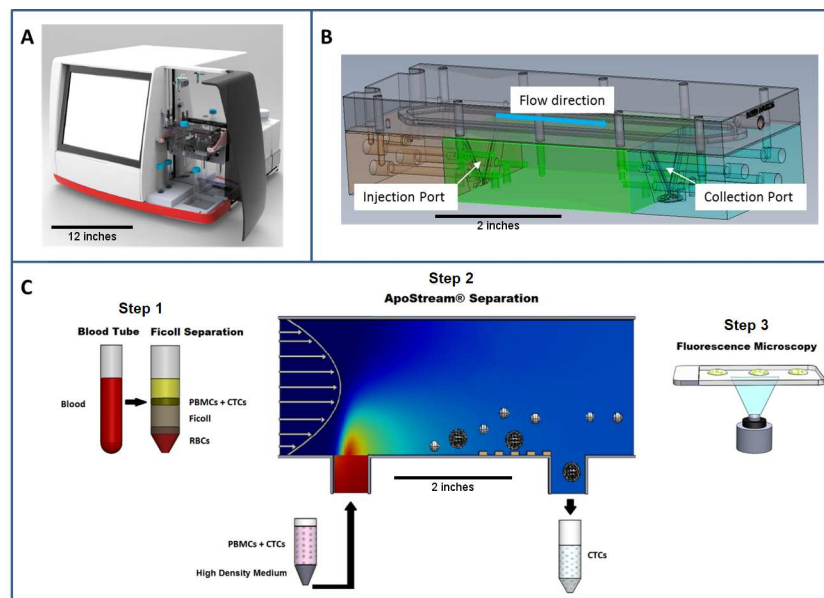 A
12 inches
B
Flow direction
Injection Port
Collection Port
2 inches
C
Step 1
Blood Tube
Ficoll Separation
Blood
PBMCs + CTCs
Ficoll
RBCs
Step 2
ApoStream® Separation
2 inches
PBMCs + CTCs
High Density Medium
CTCs
Step 3
Fluorescence Microscopy